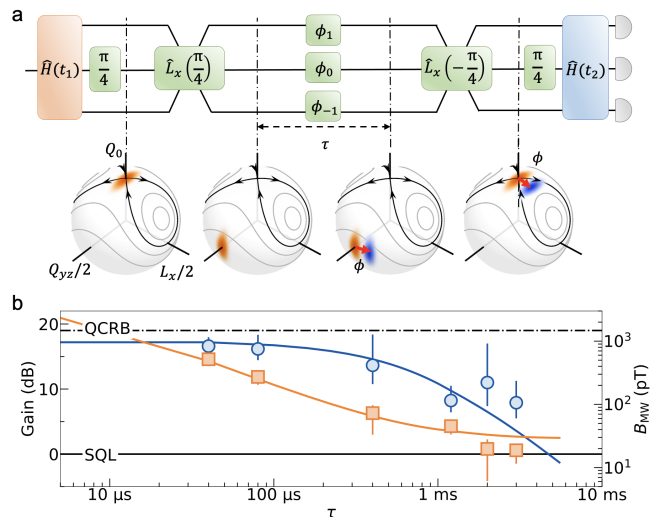 a
Ĥ(t₁)
π/4
L̂ₓ(π/4)
ϕ₁
ϕ₀
ϕ₋₁
L̂ₓ(−π/4)
π/4
Ĥ(t₂)
τ
Q₀
Q_yz/2
Lₓ/2
ϕ
ϕ
b
Gain (dB)
20
10
0
QCRB
SQL
10³
10²
10¹
B_MW (pT)
10 µs
100 µs
1 ms
10 ms
τ